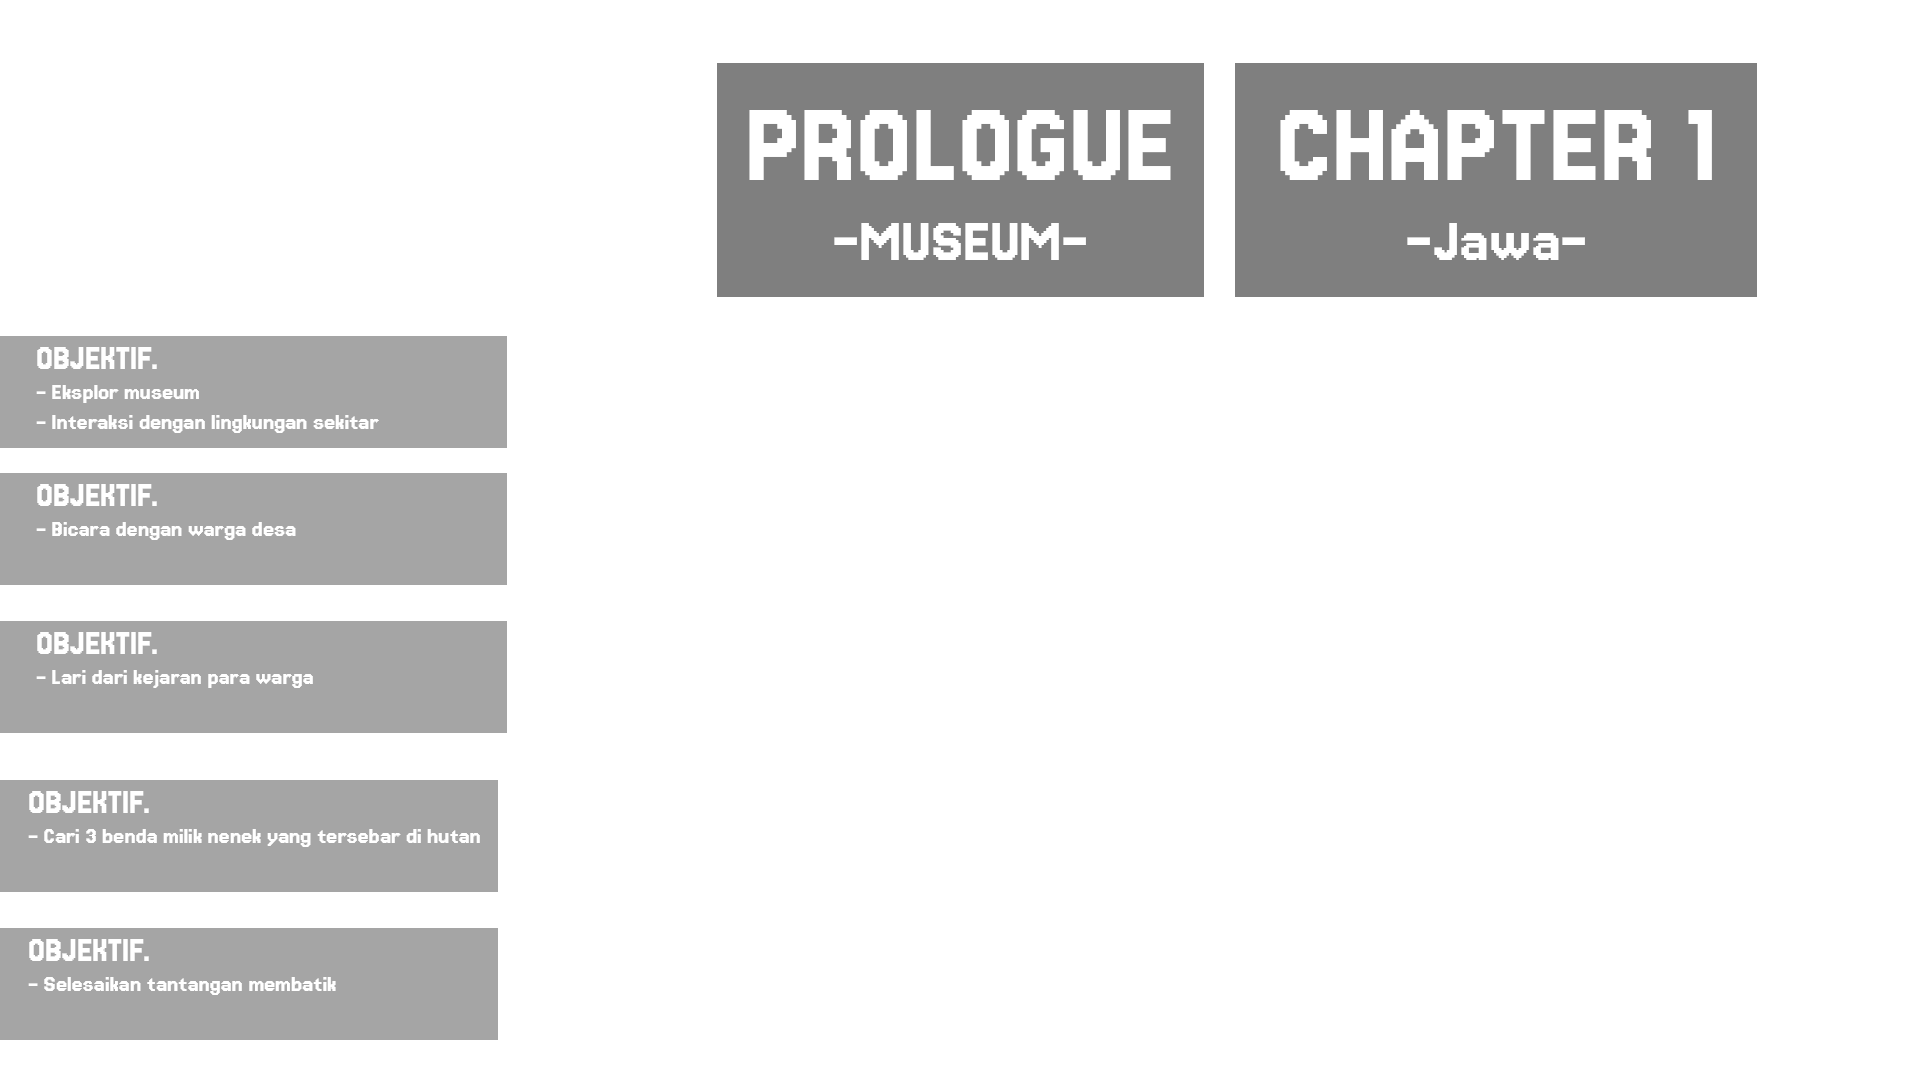 PROLOGUE
-MUSEUM-
CHAPTER 1
-Jawa-
OBJEKTIF.
- Eksplor museum
- Interaksi dengan lingkungan sekitar
OBJEKTIF.
- Bicara dengan warga desa
OBJEKTIF.
- Lari dari kejaran para warga
OBJEKTIF.
- Cari 3 benda milik nenek yang tersebar di hutan
OBJEKTIF.
- Selesaikan tantangan membatik